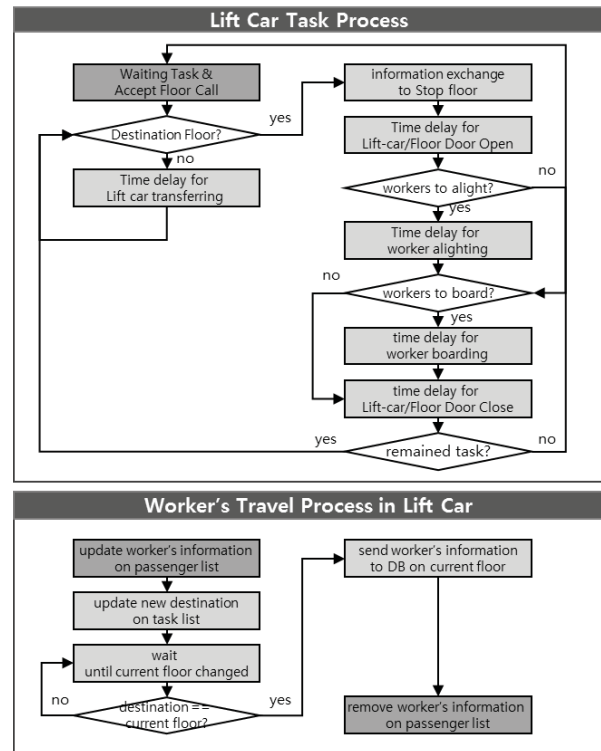 Lift Car Task Process
Waiting Task &
Accept Floor Call
Destination Floor?
yes
no
Time delay for
Lift car transferring
information exchange
to Stop floor
Time delay for
Lift-car/Floor Door Open
workers to alight?
no
yes
Time delay for
worker alighting
no
workers to board?
yes
time delay for
worker boarding
time delay for
Lift-car/Floor Door Close
yes
remained task?
no
Worker's Travel Process in Lift Car
update worker's information
on passenger list
update new destination
on task list
wait
until current floor changed
no
destination ==
current floor?
yes
send worker's information
to DB on current floor
remove worker's information
on passenger list